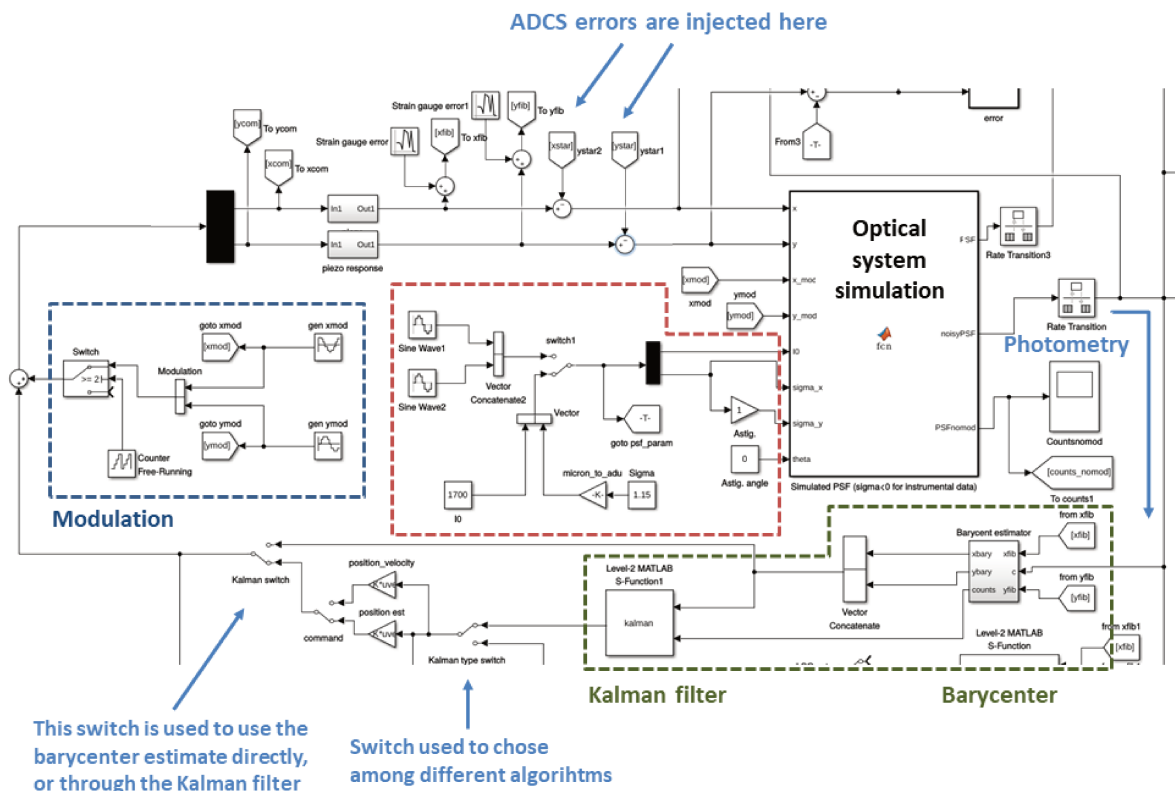 ADCS errors are injected here
Strain gauge error1
[yfib]
To yfib
[ycom]
To ycom
Strain gauge error
[xfib]
To xfib
[xcom]
To xcom
[xstar]
ystar2
[ystar]
ystar1
From3
-T-
error
In1 Out1
In1 Out1
piezo response
x
y
x_mod
y_mod
I0
sigma_x
sigma_y
theta
Optical
system
simulation
fcn
PSF
noisyPSF
PSFnomod
Simulated PSF (sigma<0 for instrumental data)
Rate Transition3
Rate Transition
Photometry
Countsnomod
[counts_nomod]
To counts1
[xmod]
xmod
ymod
[ymod]
goto xmod
[xmod]
gen xmod
Switch
>= 2
Modulation
goto ymod
[ymod]
gen ymod
Counter
Free-Running
Modulation
Sine Wave1
Sine Wave2
Vector
Concatenate2
switch1
Vector
-T-
goto psf_param
1
Astig.
0
Astig. angle
micron_to_adu
-K-
Sigma
1.15
1700
I0
Kalman switch
position_velocity
K*uve
position est
K*uve
command
Kalman type switch
Level-2 MATLAB
S-Function1
kalman
Vector
Concatenate
Barycent estimator
xbary xfib
ybary c
counts yfib
from xfib
[xfib]
from yfib
[yfib]
from xfib1
[xfib]
Level-2 MATLAB
S-Function
Kalman filter
Barycenter
This switch is used to use the
barycenter estimate directly,
or through the Kalman filter
Switch used to chose
among different algorihtms